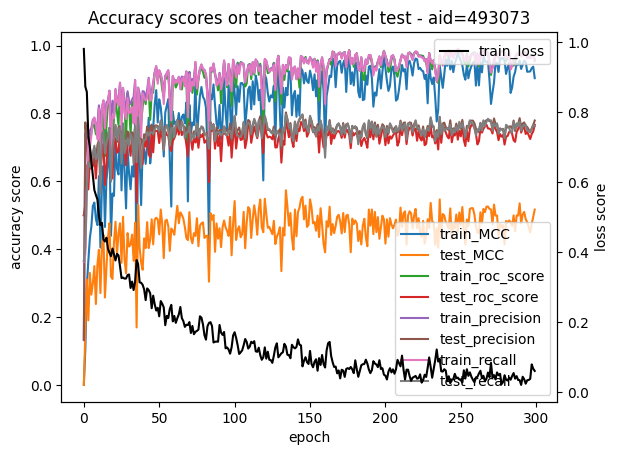 Accuracy scores on teacher model test - aid=493073
train_loss
accuracy score
loss score
1.0
0.8
0.6
0.4
0.2
0.0
1.0
0.8
0.6
0.4
0.2
0.0
train_MCC
test_MCC
train_roc_score
test_roc_score
train_precision
test_precision
train_recall
test_recall
0 50 100 150 200 250 300
epoch